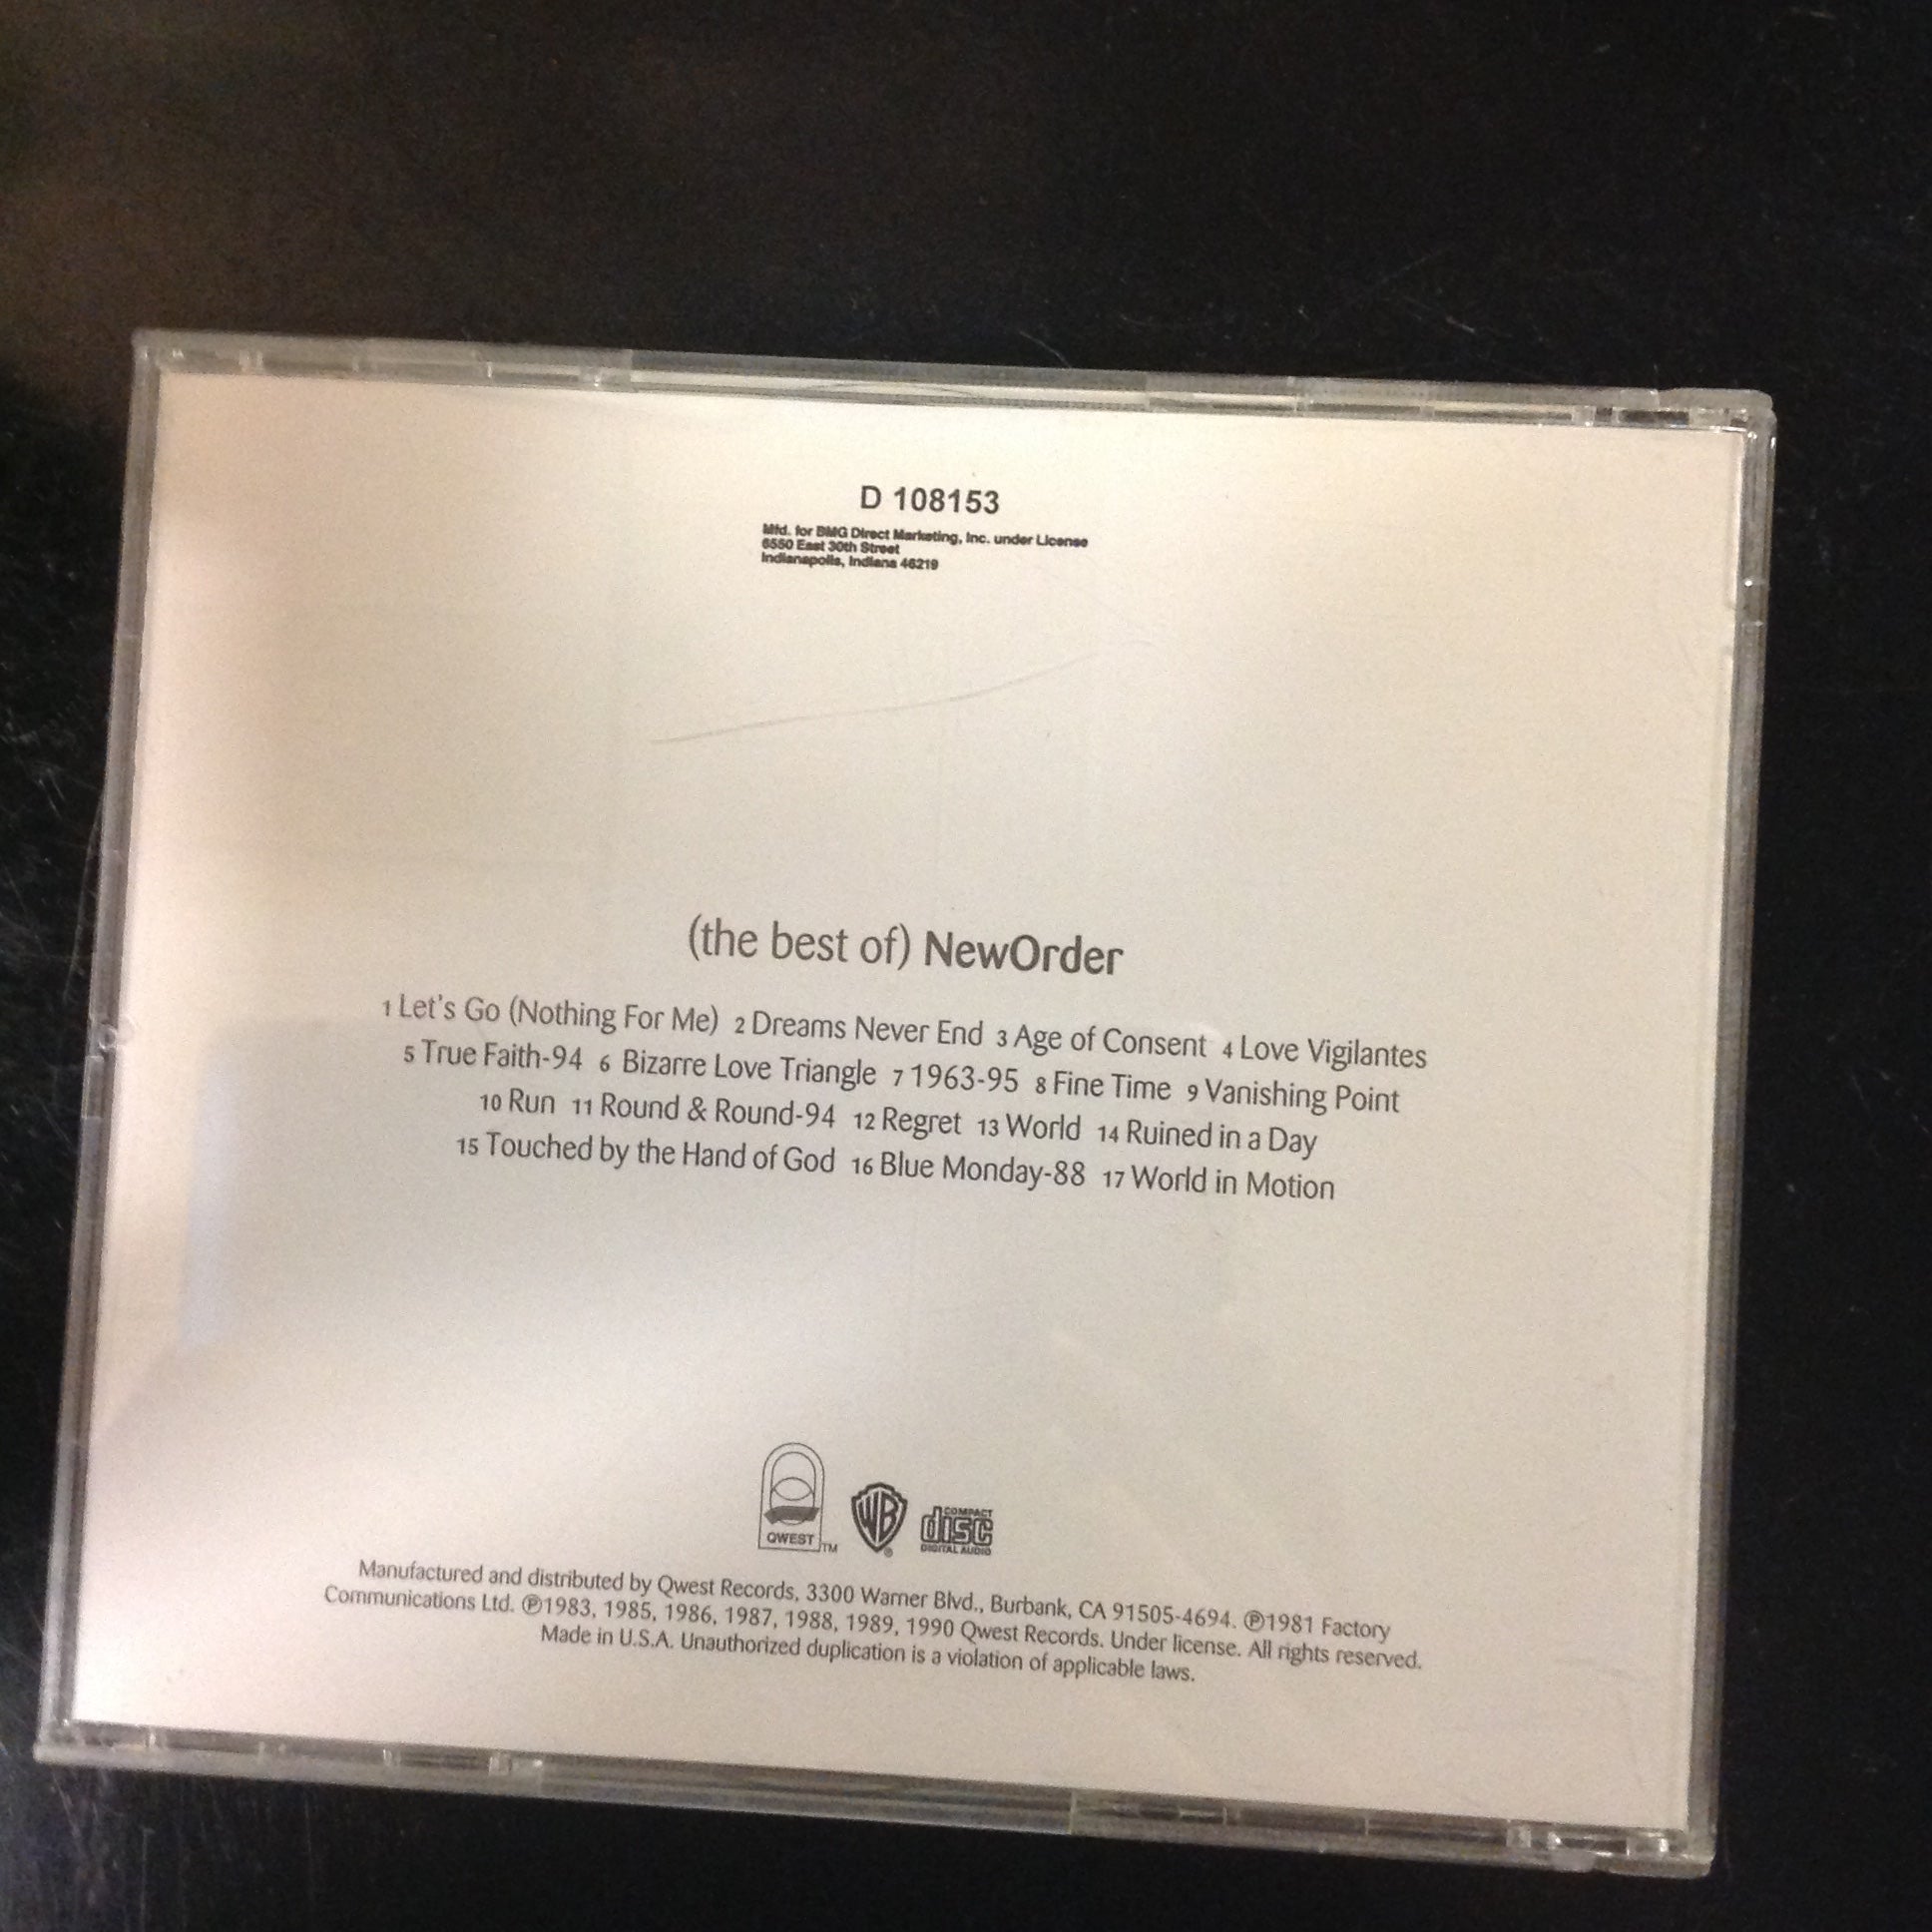 D 108153
Mfd. for BMG Direct Marketing, Inc. under License
6550 East 30th Street
Indianapolis, Indiana 46219
(the best of) NewOrder
1 Let's Go (Nothing For Me) 2 Dreams Never End 3 Age of Consent 4 Love Vigilantes
5 True Faith-94 6 Bizarre Love Triangle 7 1963-95 8 Fine Time 9 Vanishing Point
10 Run 11 Round & Round-94 12 Regret 13 World 14 Ruined in a Day
15 Touched by the Hand of God 16 Blue Monday-88 17 World in Motion
QWEST TM WB ® COMPACT disc DIGITAL AUDIO
Manufactured and distributed by Qwest Records, 3300 Warner Blvd., Burbank, CA 91505-4694. ℗1981 Factory
Communications Ltd. ℗1983, 1985, 1986, 1987, 1988, 1989, 1990 Qwest Records. Under license. All rights reserved.
Made in U.S.A. Unauthorized duplication is a violation of applicable laws.